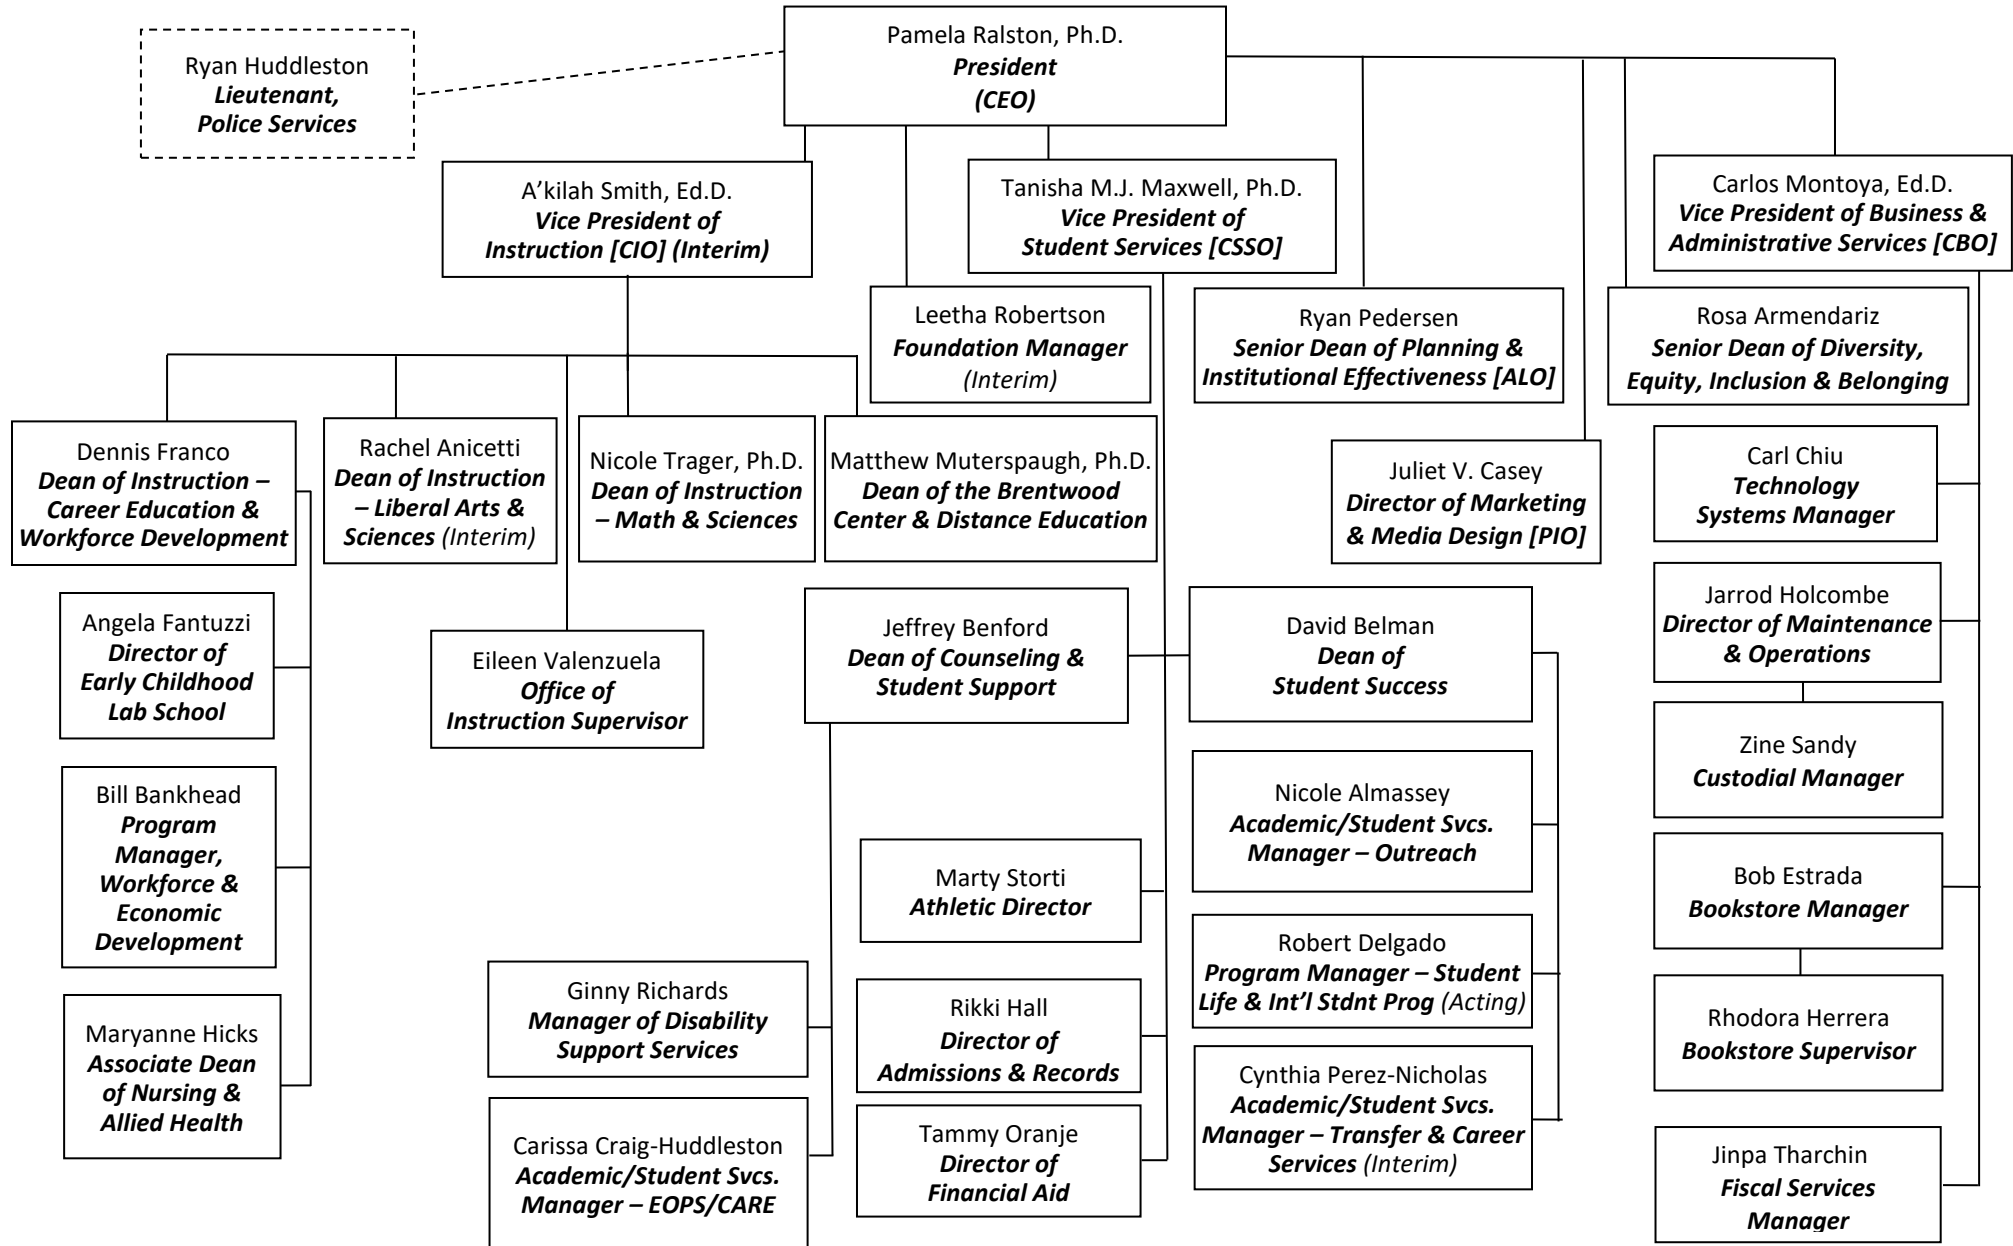 Pamela Ralston, Ph.D.
President
(CEO)
Ryan Huddleston
Lieutenant,
Police Services
A’kilah Smith, Ed.D.
Vice President of
Instruction [CIO] (Interim)
Tanisha M.J. Maxwell, Ph.D.
Vice President of
Student Services [CSSO]
Carlos Montoya, Ed.D.
Vice President of Business &
Administrative Services [CBO]
Leetha Robertson
Foundation Manager
(Interim)
Ryan Pedersen
Senior Dean of Planning &
Institutional Effectiveness [ALO]
Rosa Armendariz
Senior Dean of Diversity,
Equity, Inclusion & Belonging
Dennis Franco
Dean of Instruction –
Career Education &
Workforce Development
Rachel Anicetti
Dean of Instruction
– Liberal Arts &
Sciences (Interim)
Nicole Trager, Ph.D.
Dean of Instruction
– Math & Sciences
Matthew Muterspaugh, Ph.D.
Dean of the Brentwood
Center & Distance Education
Juliet V. Casey
Director of Marketing
& Media Design [PIO]
Carl Chiu
Technology
Systems Manager
Angela Fantuzzi
Director of
Early Childhood
Lab School
Eileen Valenzuela
Office of
Instruction Supervisor
Jeffrey Benford
Dean of Counseling &
Student Support
David Belman
Dean of
Student Success
Jarrod Holcombe
Director of Maintenance
& Operations
Zine Sandy
Custodial Manager
Bill Bankhead
Program
Manager,
Workforce &
Economic
Development
Nicole Almassey
Academic/Student Svcs.
Manager – Outreach
Marty Storti
Athletic Director
Bob Estrada
Bookstore Manager
Robert Delgado
Program Manager – Student
Life & Int’l Stdnt Prog (Acting)
Ginny Richards
Manager of Disability
Support Services
Rikki Hall
Director of
Admissions & Records
Rhodora Herrera
Bookstore Supervisor
Maryanne Hicks
Associate Dean
of Nursing &
Allied Health
Cynthia Perez-Nicholas
Academic/Student Svcs.
Manager – Transfer & Career
Services (Interim)
Carissa Craig-Huddleston
Academic/Student Svcs.
Manager – EOPS/CARE
Tammy Oranje
Director of
Financial Aid
Jinpa Tharchin
Fiscal Services
Manager